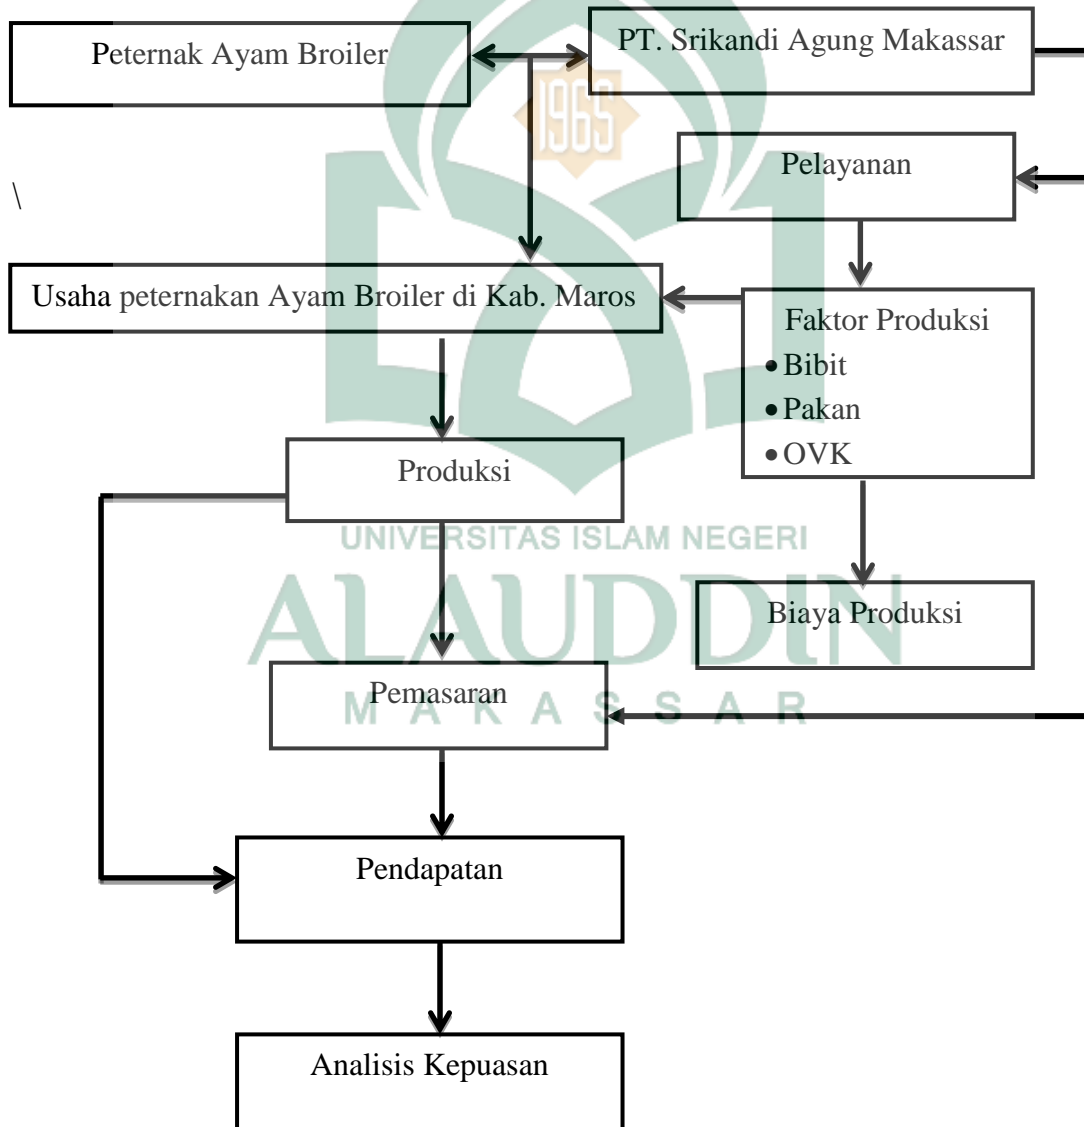 Peternak Ayam Broiler
PT. Srikandi Agung Makassar
1965
Pelayanan
\
Usaha peternakan Ayam Broiler di Kab. Maros
Faktor Produksi
• Bibit
• Pakan
• OVK
Produksi
UNIVERSITAS ISLAM NEGERI
ALAUDDIN
Biaya Produksi
Pemasaran
MAKASSAR
Pendapatan
Analisis Kepuasan